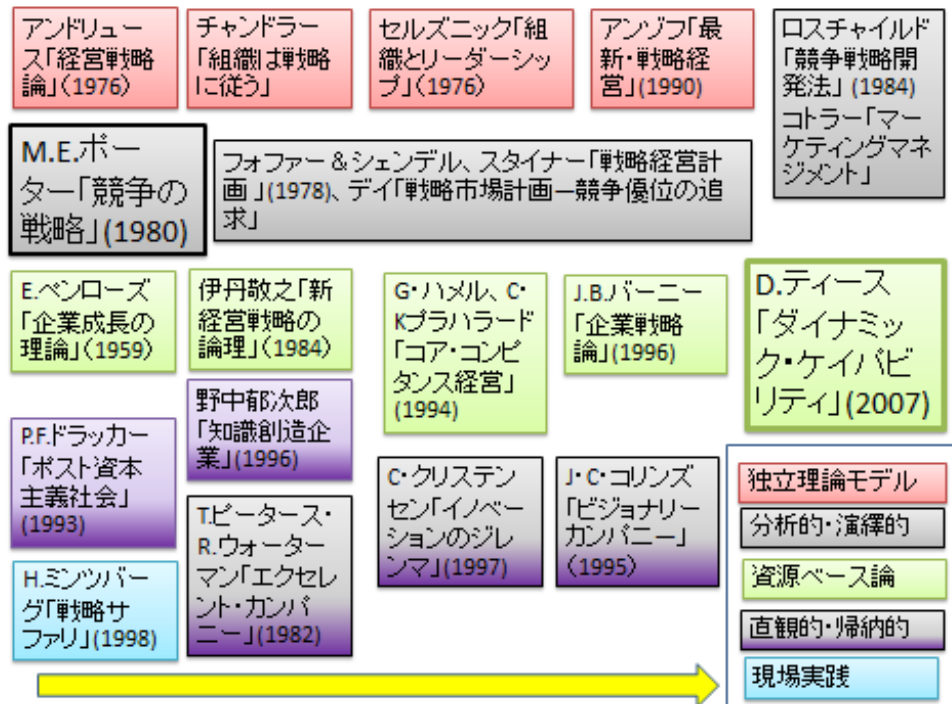 アンドリュー
ス「経営戦略
論」(1976)
チャンドラー
「組織は戦略
に従う」
セルズニック「組
織とリーダーシッ
プ」(1976)
アンゾフ「最
新・戦略経
営」(1990)
ロスチャイルド
「競争戦略開
発法」(1984)
コトラー「マー
ケティングマネ
ジメント」
M.E.ポー
ター「競争の
戦略」(1980)
フォファー&シェンデル、スタイナー「戦略経営計
画」(1978)、デイ「戦略市場計画ー競争優位の追
求」
E.ペンローズ
「企業成長の
理論」(1959)
伊丹敬之「新
経営戦略の
論理」(1984)
G・ハメル、C・
Kプラハラード
「コア・コンピ
タンス経営」
(1994)
J.B.バーニー
「企業戦略
論」(1996)
D.ティース
「ダイナミッ
ク・ケイパビ
リティ」(2007)
P.F.ドラッカー
「ポスト資本
主義社会」
(1993)
野中郁次郎
「知識創造企
業」(1996)
T.ピータース・
R.ウォーター
マン「エクセレ
ント・カンパ
ニー」(1982)
C・クリステン
セン「イノベー
ションのジレ
ンマ」(1997)
J・C・コリンズ
「ビジョナリー
カンパニー」
(1995)
H.ミンツバー
グ「戦略サ
ファリ」(1998)
独立理論モデル
分析的・演繹的
資源ベース論
直観的・帰納的
現場実践